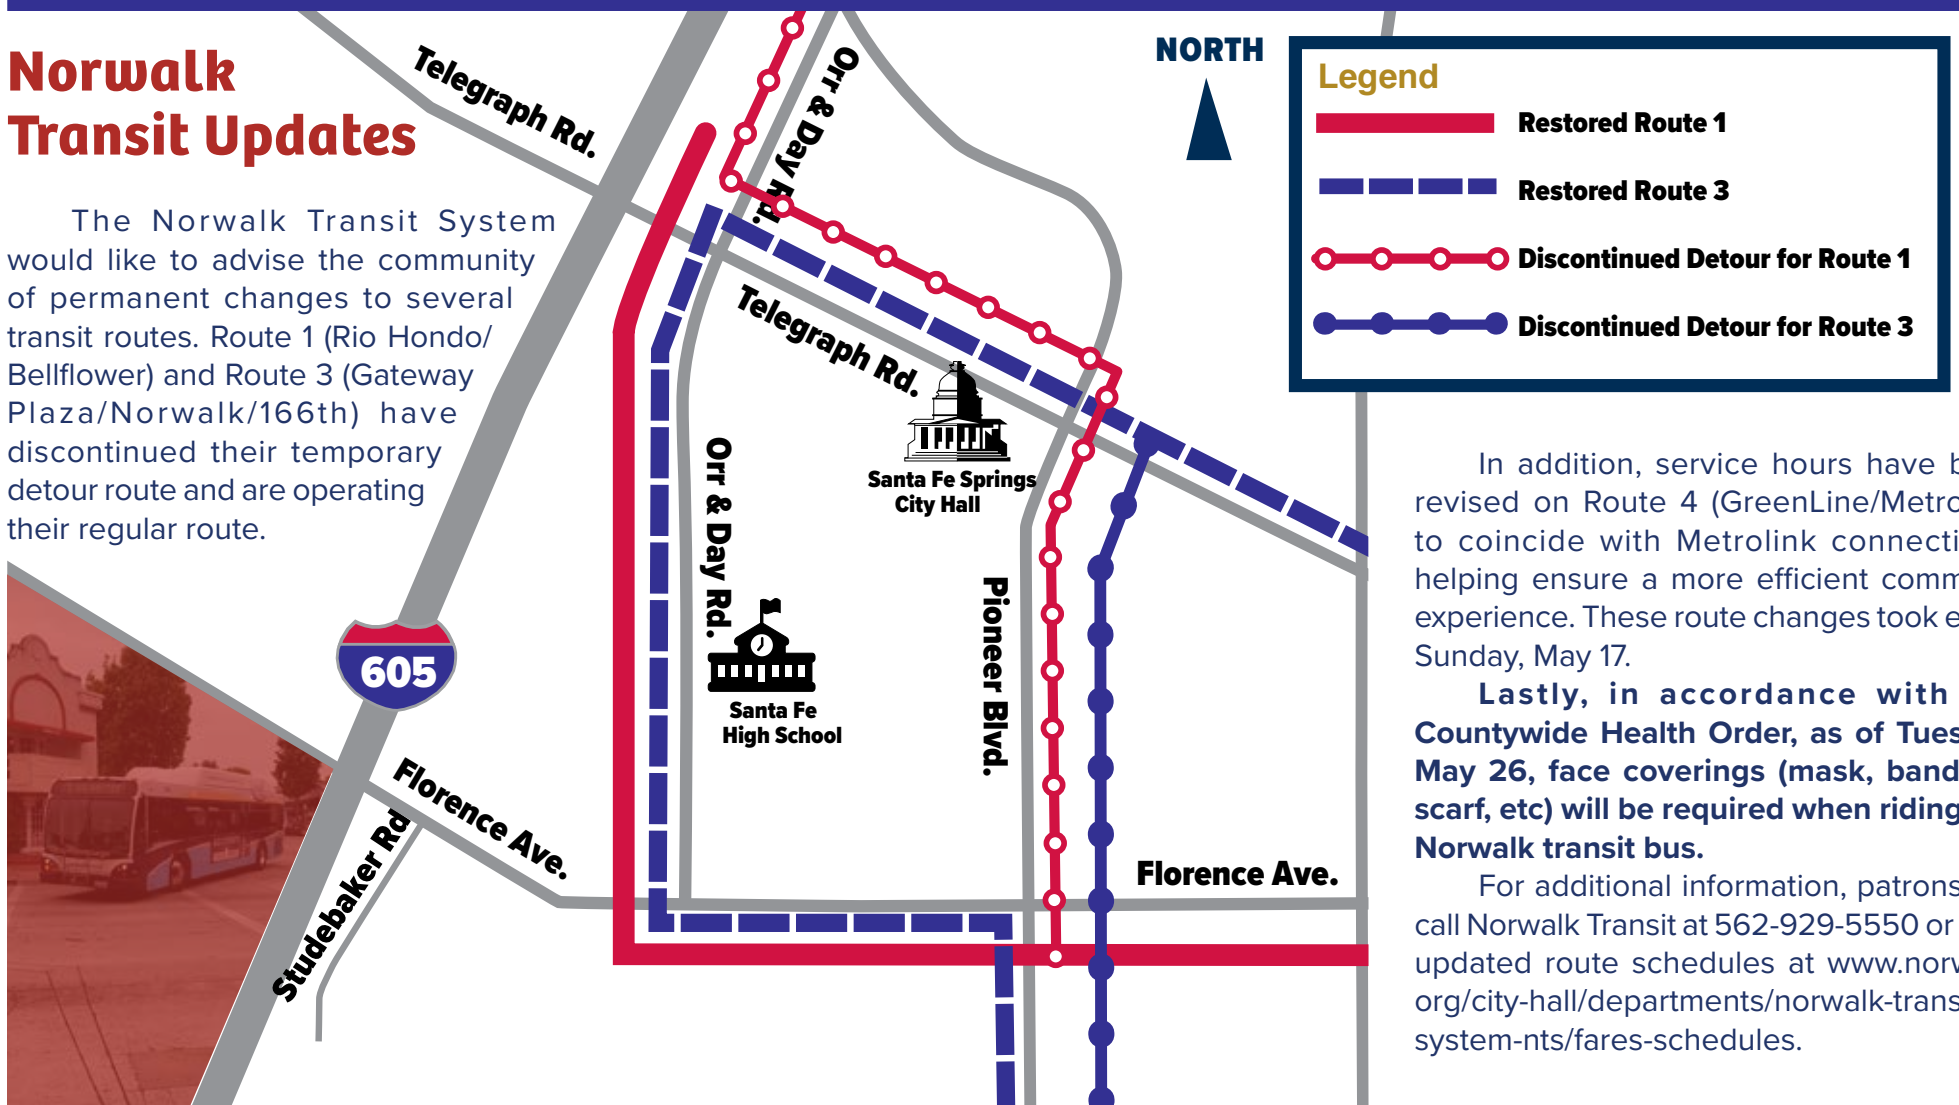 Norwalk
Transit Updates
The Norwalk Transit System
would like to advise the community
of permanent changes to several
transit routes. Route 1 (Rio Hondo/
Bellflower) and Route 3 (Gateway
Plaza/Norwalk/166th) have
discontinued their temporary
detour route and are operating
their regular route.
Telegraph Rd.
Orr & Day Rd.
NORTH
Legend
Restored Route 1
Restored Route 3
Discontinued Detour for Route 1
Discontinued Detour for Route 3
Telegraph Rd.
Santa Fe Springs
City Hall
Orr & Day Rd.
Pioneer Blvd.
Santa Fe
High School
605
Florence Ave.
Studebaker Rd
Florence Ave.
In addition, service hours have
revised on Route 4 (GreenLine/
to coincide with Metrolink
helping ensure a more efficient
experience. These route changes took
Sunday, May 17.
Lastly, in accordance with
Countywide Health Order, as of
May 26, face coverings (mask,
scarf, etc) will be required when riding
Norwalk transit bus.
For additional information, patrons
call Norwalk Transit at 562-929-5550 or
updated route schedules at www.norw
org/city-hall/departments/norwalk-trans
system-nts/fares-schedules.